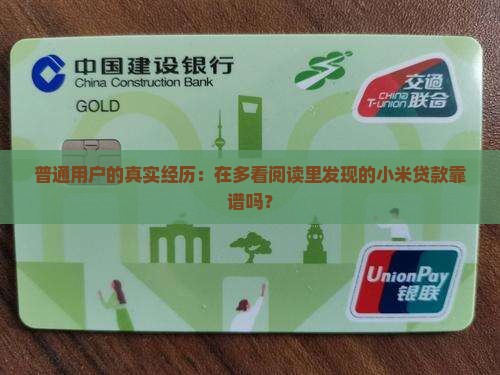 中国建设银行
China Construction Bank
GOLD
交通
CHINA
T-UNION 联合
普通用户的真实经历：在多看阅读里发现的小米贷款靠
谱吗？
UnionPay
银联